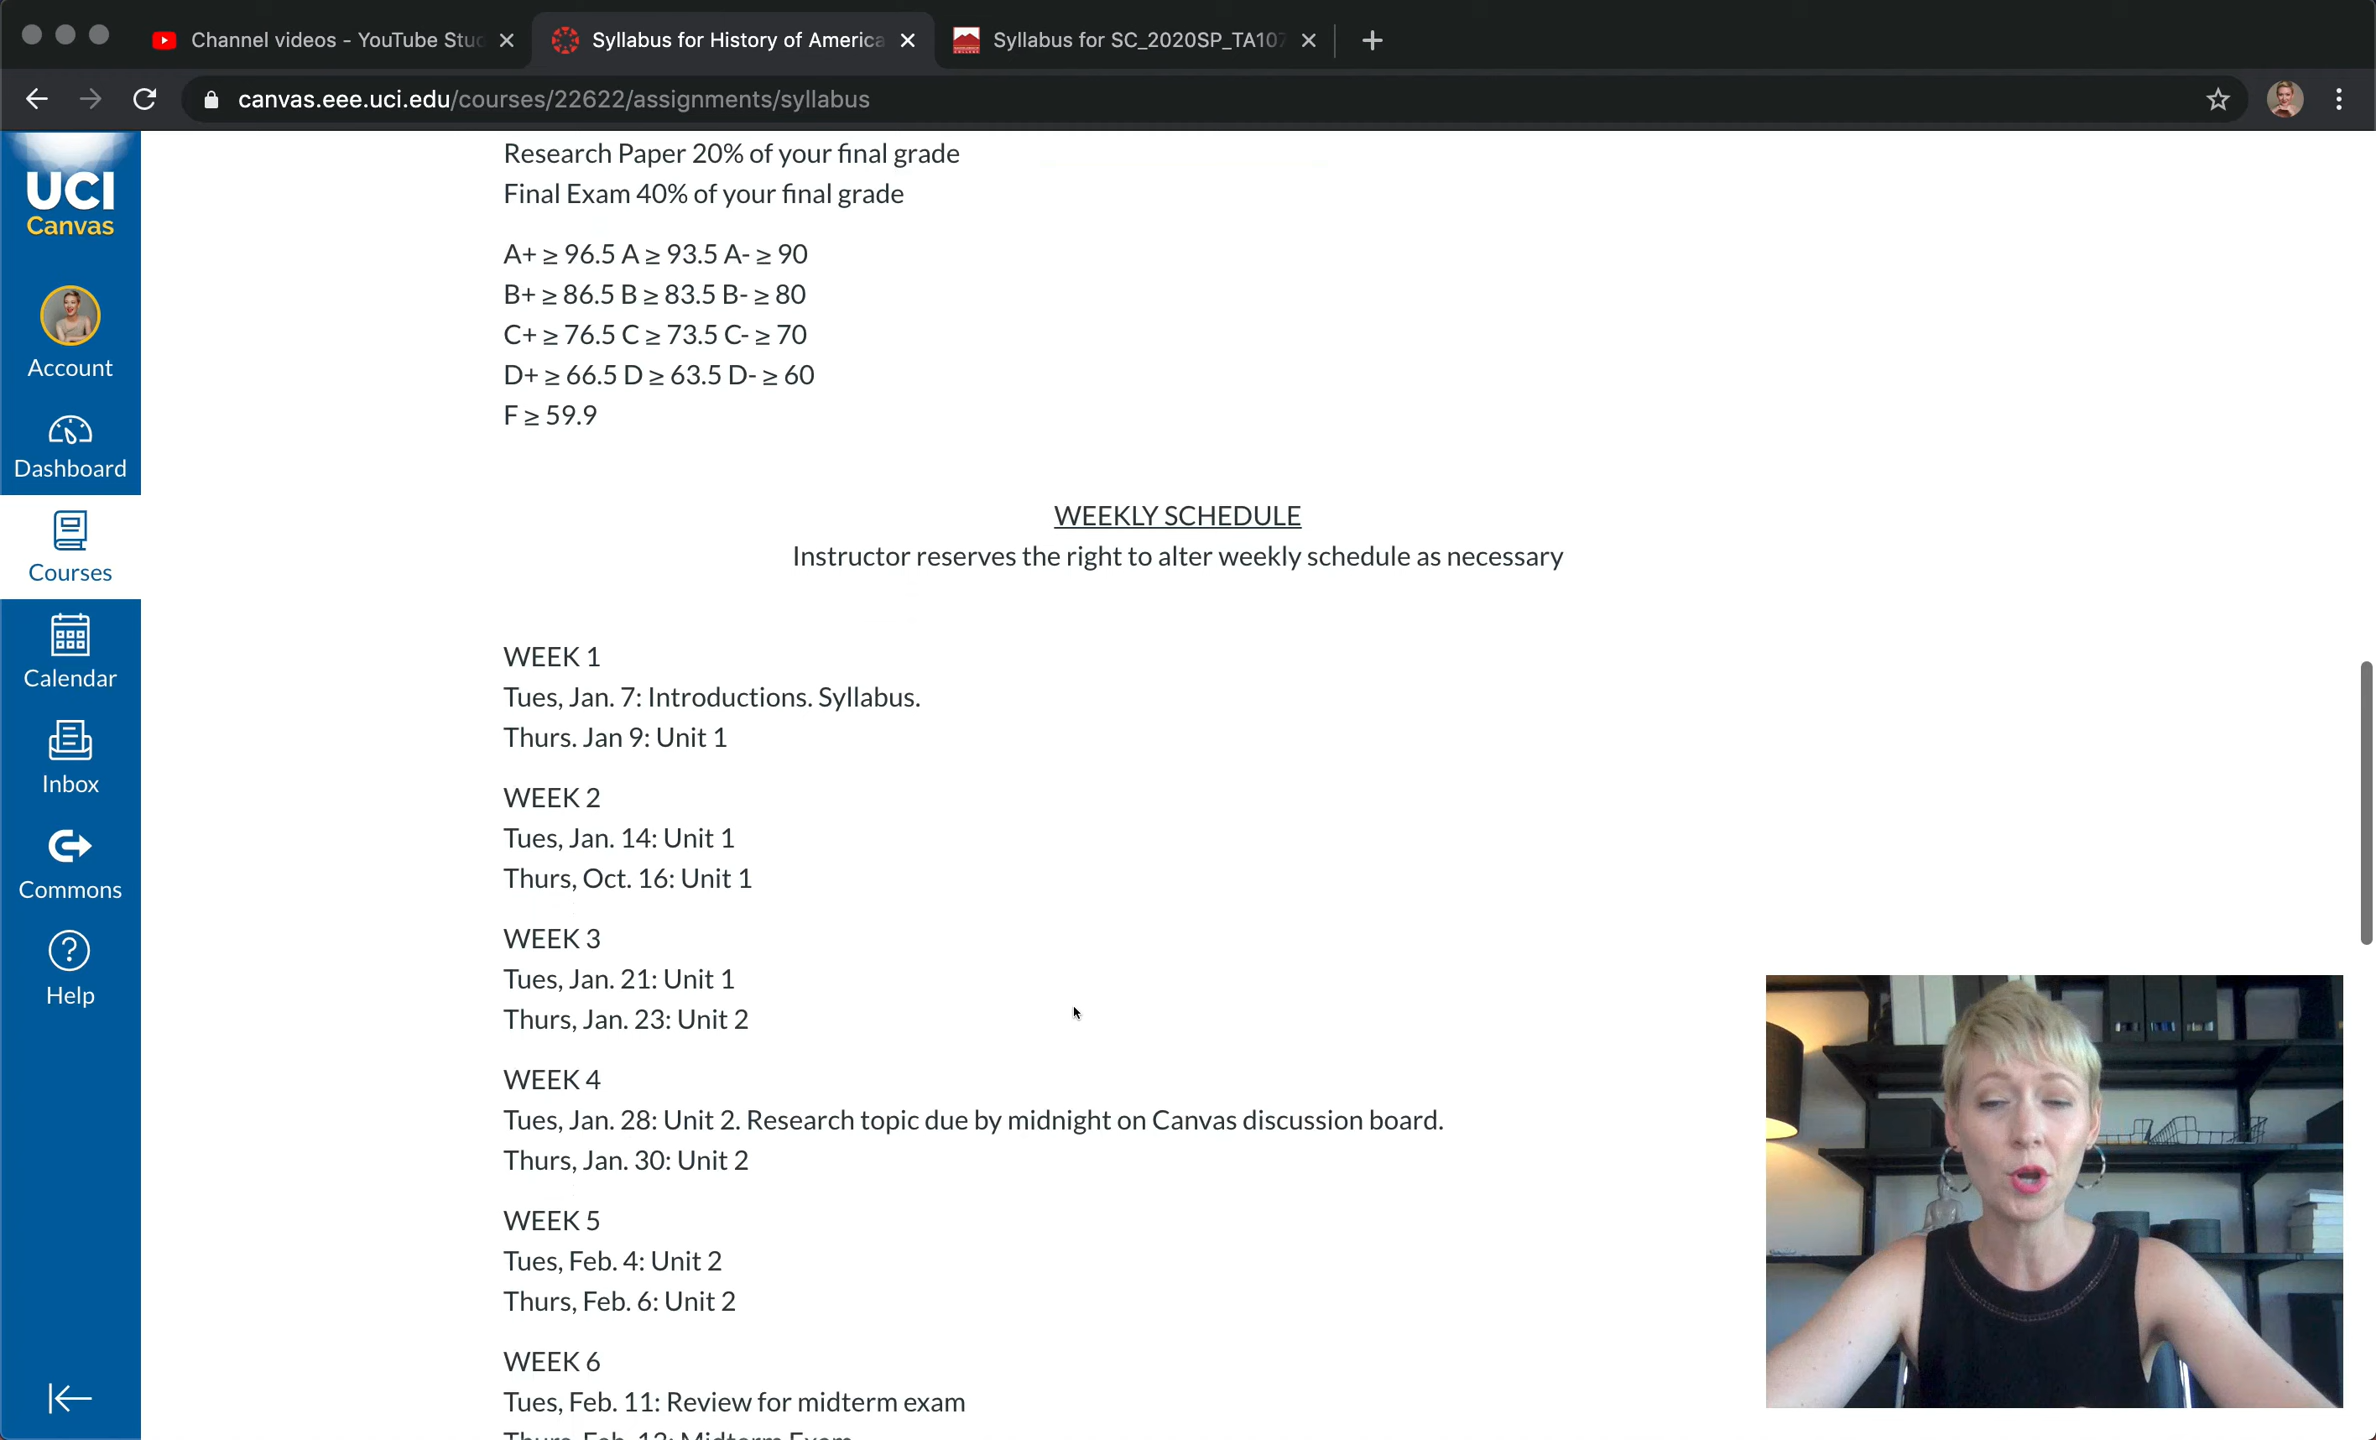 Channel videos - YouTube Stu
Syllabus for History of America
Syllabus for SC_2020SP_TA107
canvas.eee.uci.edu/courses/22622/assignments/syllabus
UCI
Canvas
Account
Dashboard
Courses
Calendar
Inbox
Commons
Help
Research Paper 20% of your final grade
Final Exam 40% of your final grade
A+ ≥ 96.5 A ≥ 93.5 A- ≥ 90
B+ ≥ 86.5 B ≥ 83.5 B- ≥ 80
C+ ≥ 76.5 C ≥ 73.5 C- ≥ 70
D+ ≥ 66.5 D ≥ 63.5 D- ≥ 60
F ≥ 59.9
WEEKLY SCHEDULE
Instructor reserves the right to alter weekly schedule as necessary
WEEK 1
Tues, Jan. 7: Introductions. Syllabus.
Thurs. Jan 9: Unit 1
WEEK 2
Tues, Jan. 14: Unit 1
Thurs, Oct. 16: Unit 1
WEEK 3
Tues, Jan. 21: Unit 1
Thurs, Jan. 23: Unit 2
WEEK 4
Tues, Jan. 28: Unit 2. Research topic due by midnight on Canvas discussion board.
Thurs, Jan. 30: Unit 2
WEEK 5
Tues, Feb. 4: Unit 2
Thurs, Feb. 6: Unit 2
WEEK 6
Tues, Feb. 11: Review for midterm exam
Thurs, Feb. 13: Midterm Exam